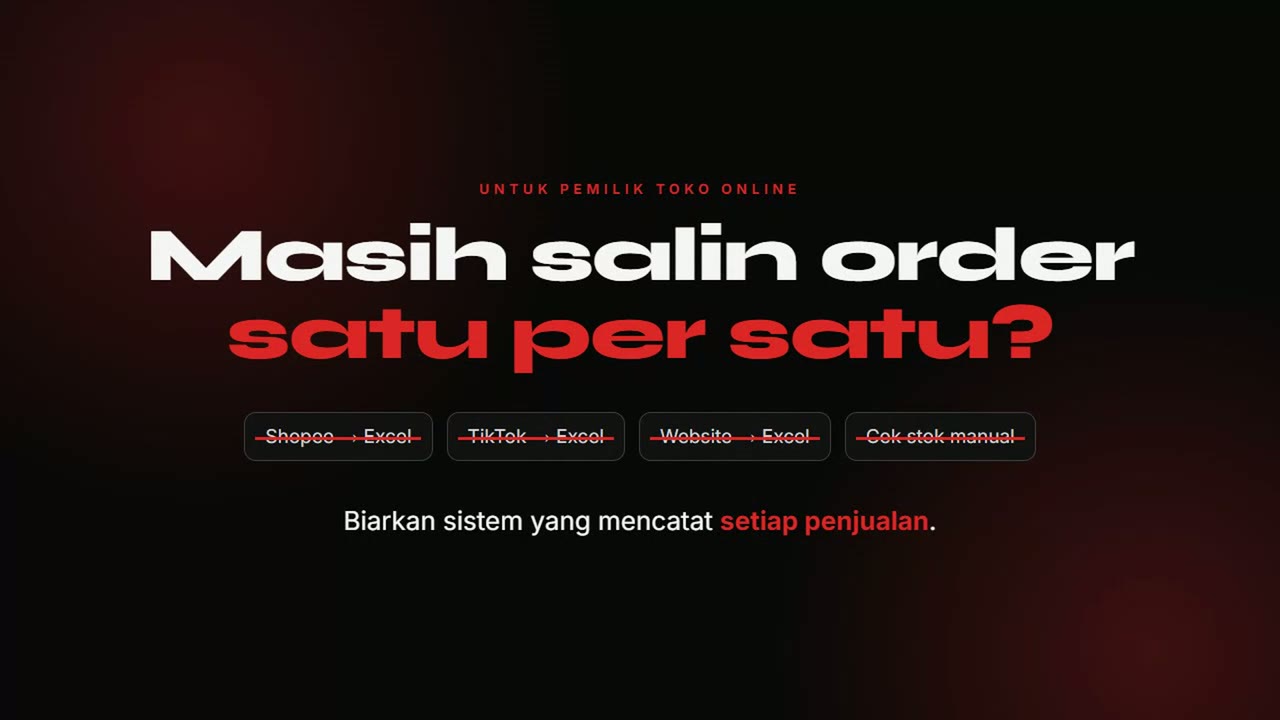 UNTUK PEMILIK TOKO ONLINE
Masih salin order
satu per satu?
Shopee → Excel TikTok → Excel Website → Excel Cek stok manual
Biarkan sistem yang mencatat setiap penjualan.